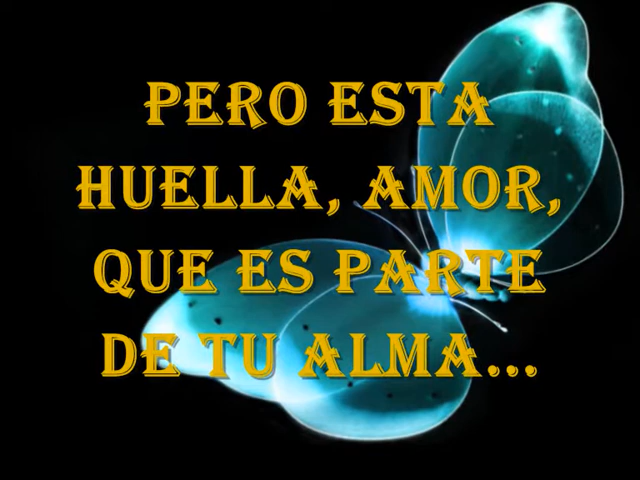 PERO ESTA
HUELLA, AMOR,
QUE ES PARTE
DE TU ALMA...